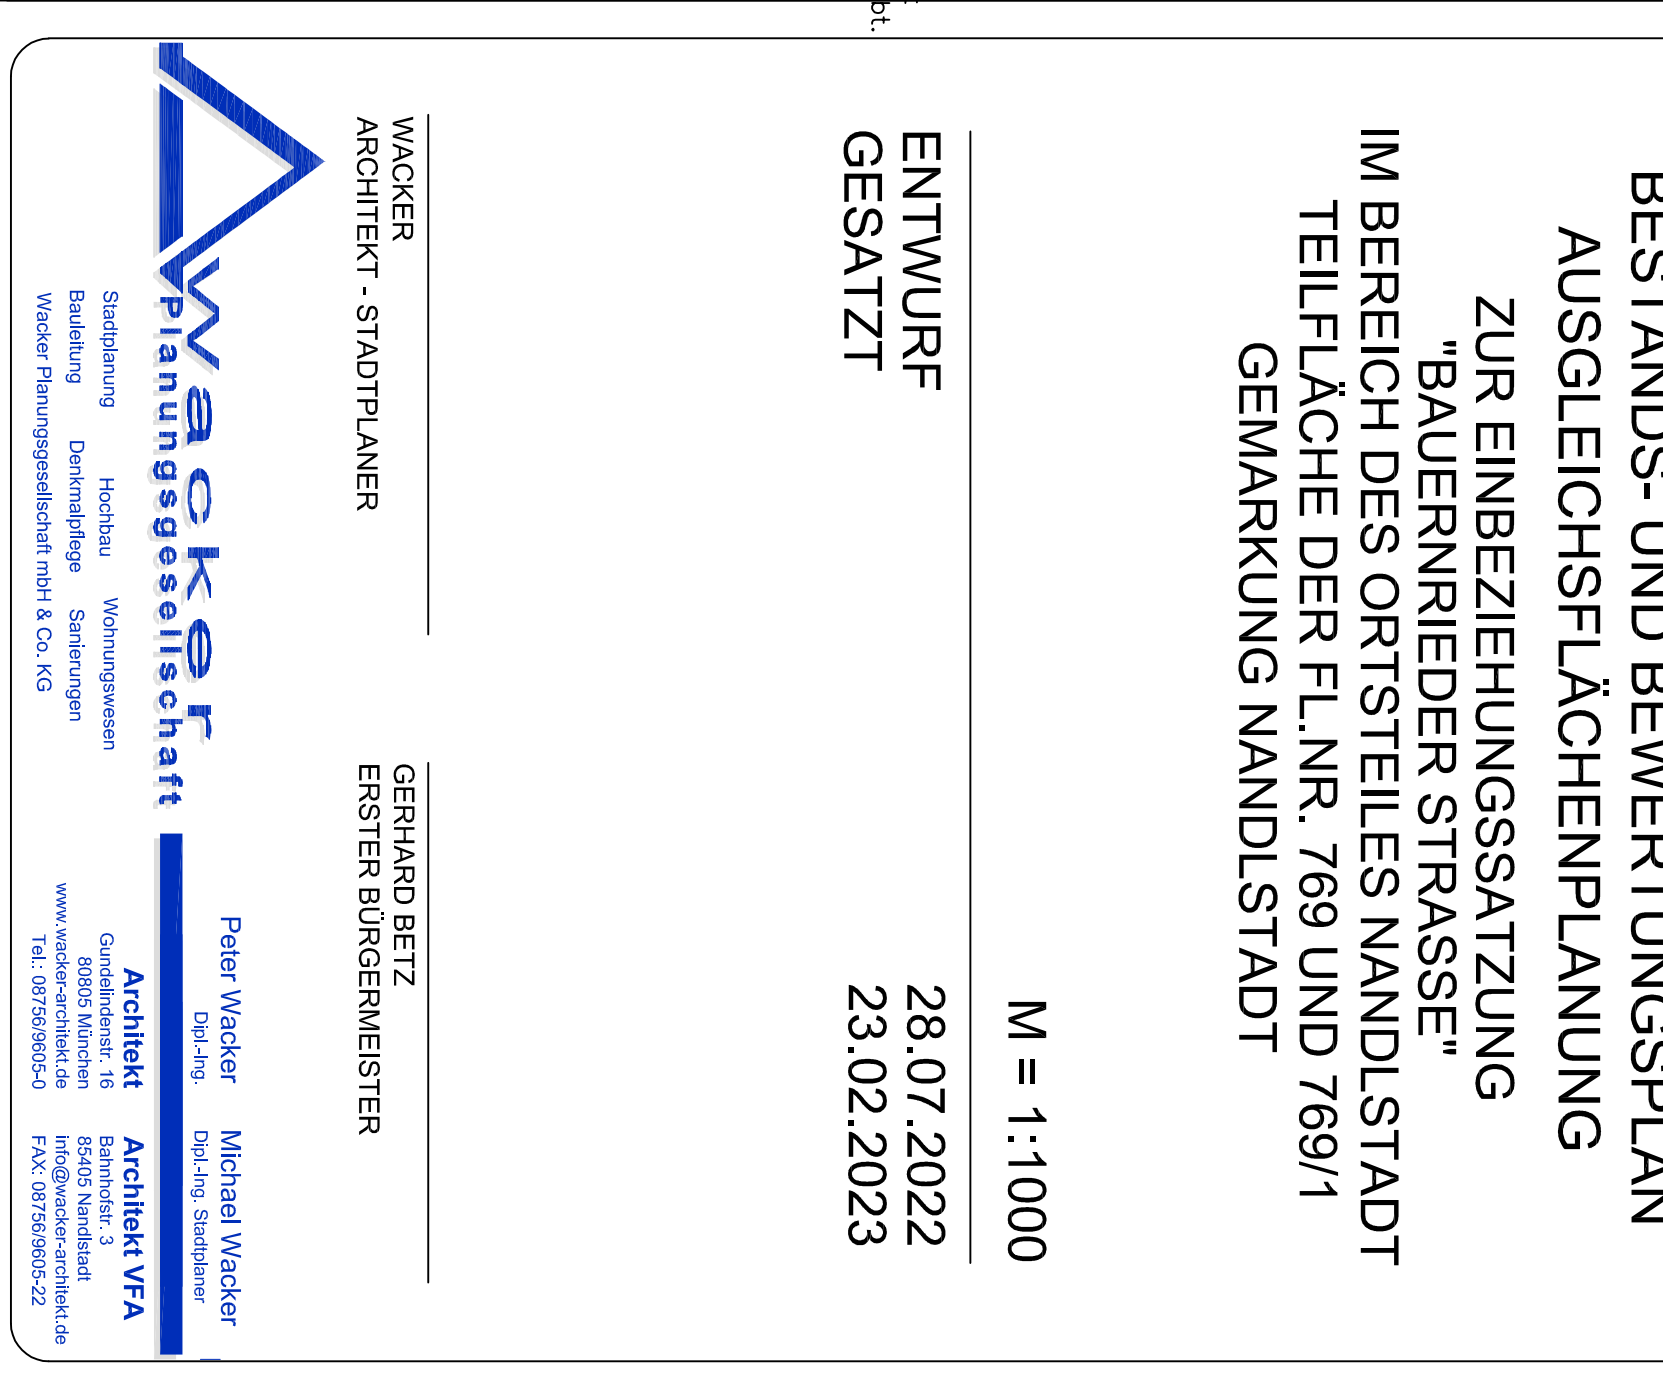 bt.
BESTANDS- UND BEWERTUNGSPLAN
AUSGLEICHSFLÄCHENPLANUNG
ZUR EINBEZIEHUNGSSATZUNG
"BAUERNRIEDER STRASSE"
IM BEREICH DES ORTSTEILES NANDLSTADT
TEILFLÄCHE DER FL.NR. 769 UND 769/1
GEMARKUNG NANDLSTADT
M = 1:1000
ENTWURF 28.07.2022
GESATZT 23.02.2023
WACKER
ARCHITEKT - STADTPLANER
GERHARD BETZ
ERSTER BÜRGERMEISTER
Wacker
Planungsgesellschaft
Stadtplanung Hochbau Wohnungswesen
Bauleitung Denkmalpflege Sanierungen
Wacker Planungsgesellschaft mbH & Co. KG
Peter Wacker Michael Wacker
Dipl.-Ing. Dipl.-Ing. Stadtplaner
Architekt Architekt VFA
Gundelindenstr. 16 Bahnhofstr. 3
80805 München 85405 Nandlstadt
www.wacker-architekt.de info@wacker-architekt.de
Tel.: 08756/9605-0 FAX: 08756/9605-22